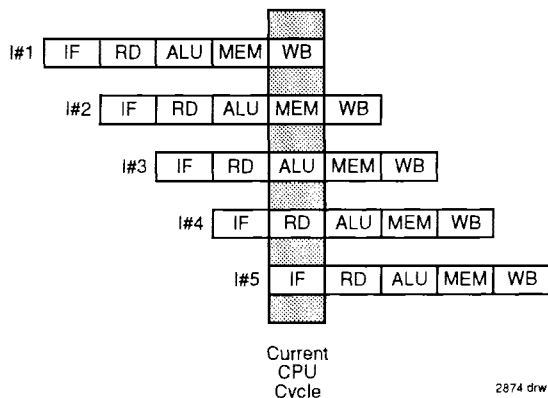 I#1 IF RD ALU MEM WB
I#2 IF RD ALU MEM WB
I#3 IF RD ALU MEM WB
I#4 IF RD ALU MEM WB
I#5 IF RD ALU MEM WB
Current
CPU
Cycle
2874 drw